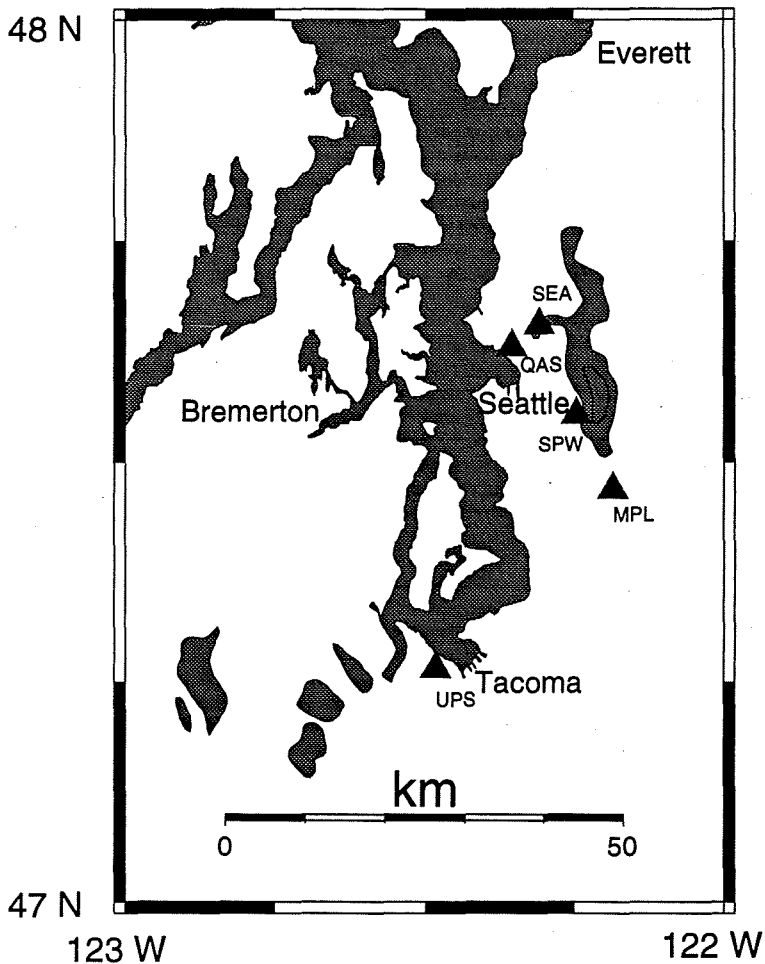 48 N
Everett
SEA
QAS
Seattle
Bremerton
SPW
MPL
Tacoma
UPS
km
0 50
47 N
123 W 122 W